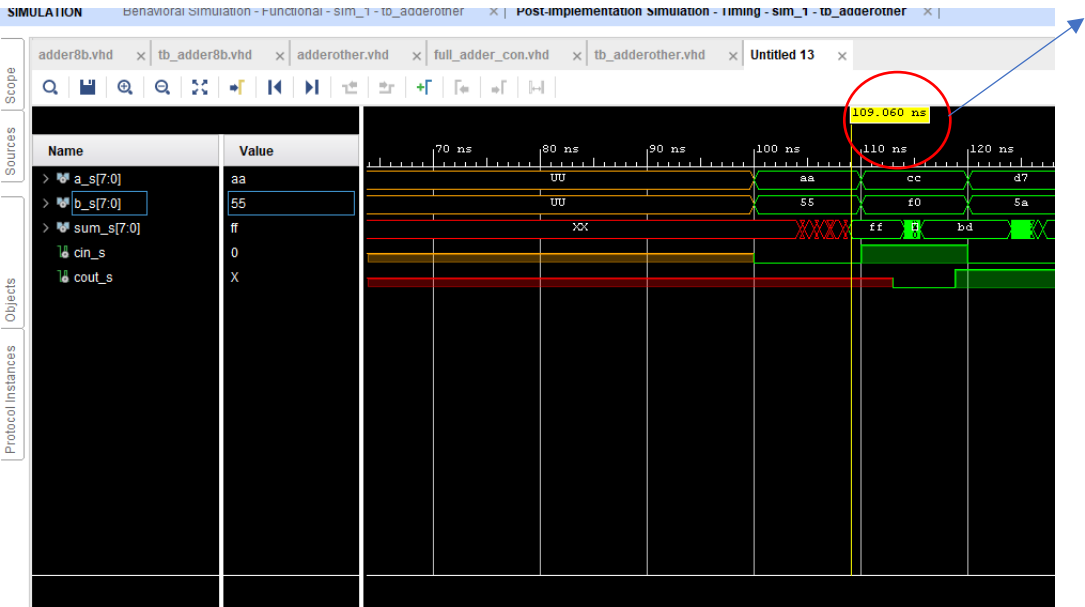 SIMULATION Behavioral Simulation - Functional - sim_1 - tb_adderother × Post-Implementation Simulation - Timing - sim_1 - tb_adderother ×
adder8b.vhd × tb_adder8b.vhd × adderother.vhd × full_adder_con.vhd × tb_adderother.vhd × Untitled 13 ×
Scope
Sources
Objects
Protocol Instances
109.060 ns
Name Value 70 ns 80 ns 90 ns 100 ns 110 ns 120 ns
a_s[7:0] aa UU aa cc d7
b_s[7:0] 55 UU 55 f0 5a
sum_s[7:0] ff XX ff bd
cin_s 0
cout_s X